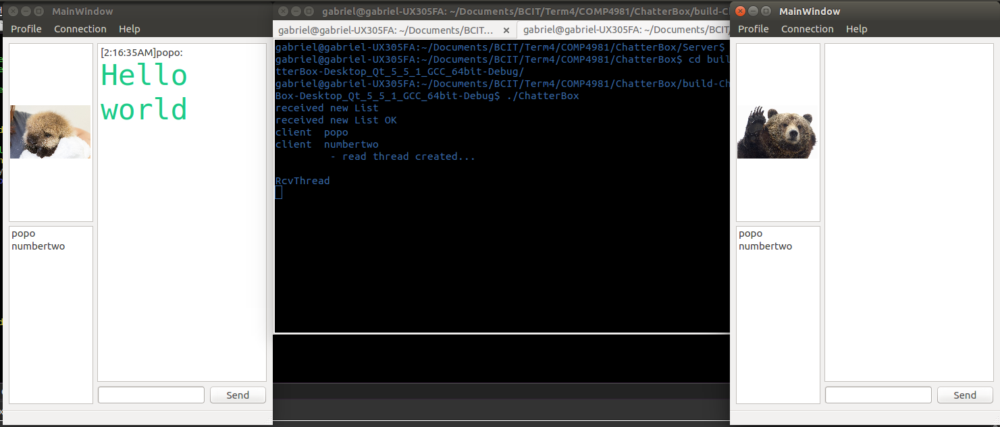 MainWindow
Profile Connection Help
[2:16:35AM]popo:
Hello
world
popo
numbertwo
Send
gabriel@gabriel-UX305FA: ~/Documents/BCIT/Term4/COMP4981/ChatterBox/build-C
gabriel@gabriel-UX305FA: ~/Documents/BCIT... × gabriel@gabriel-UX305FA: ~/Documents/BCIT/
gabriel@gabriel-UX305FA:~/Documents/BCIT/Term4/COMP4981/ChatterBox/Server$
gabriel@gabriel-UX305FA:~/Documents/BCIT/Term4/COMP4981/ChatterBox$ cd buil
tterBox-Desktop_Qt_5_5_1_GCC_64bit-Debug/
gabriel@gabriel-UX305FA:~/Documents/BCIT/Term4/COMP4981/ChatterBox/build-Ch
Box-Desktop_Qt_5_5_1_GCC_64bit-Debug$ ./ChatterBox
received new List
received new List OK
client  popo
client  numbertwo
- read thread created...
RcvThread
MainWindow
Profile Connection Help
popo
numbertwo
Send